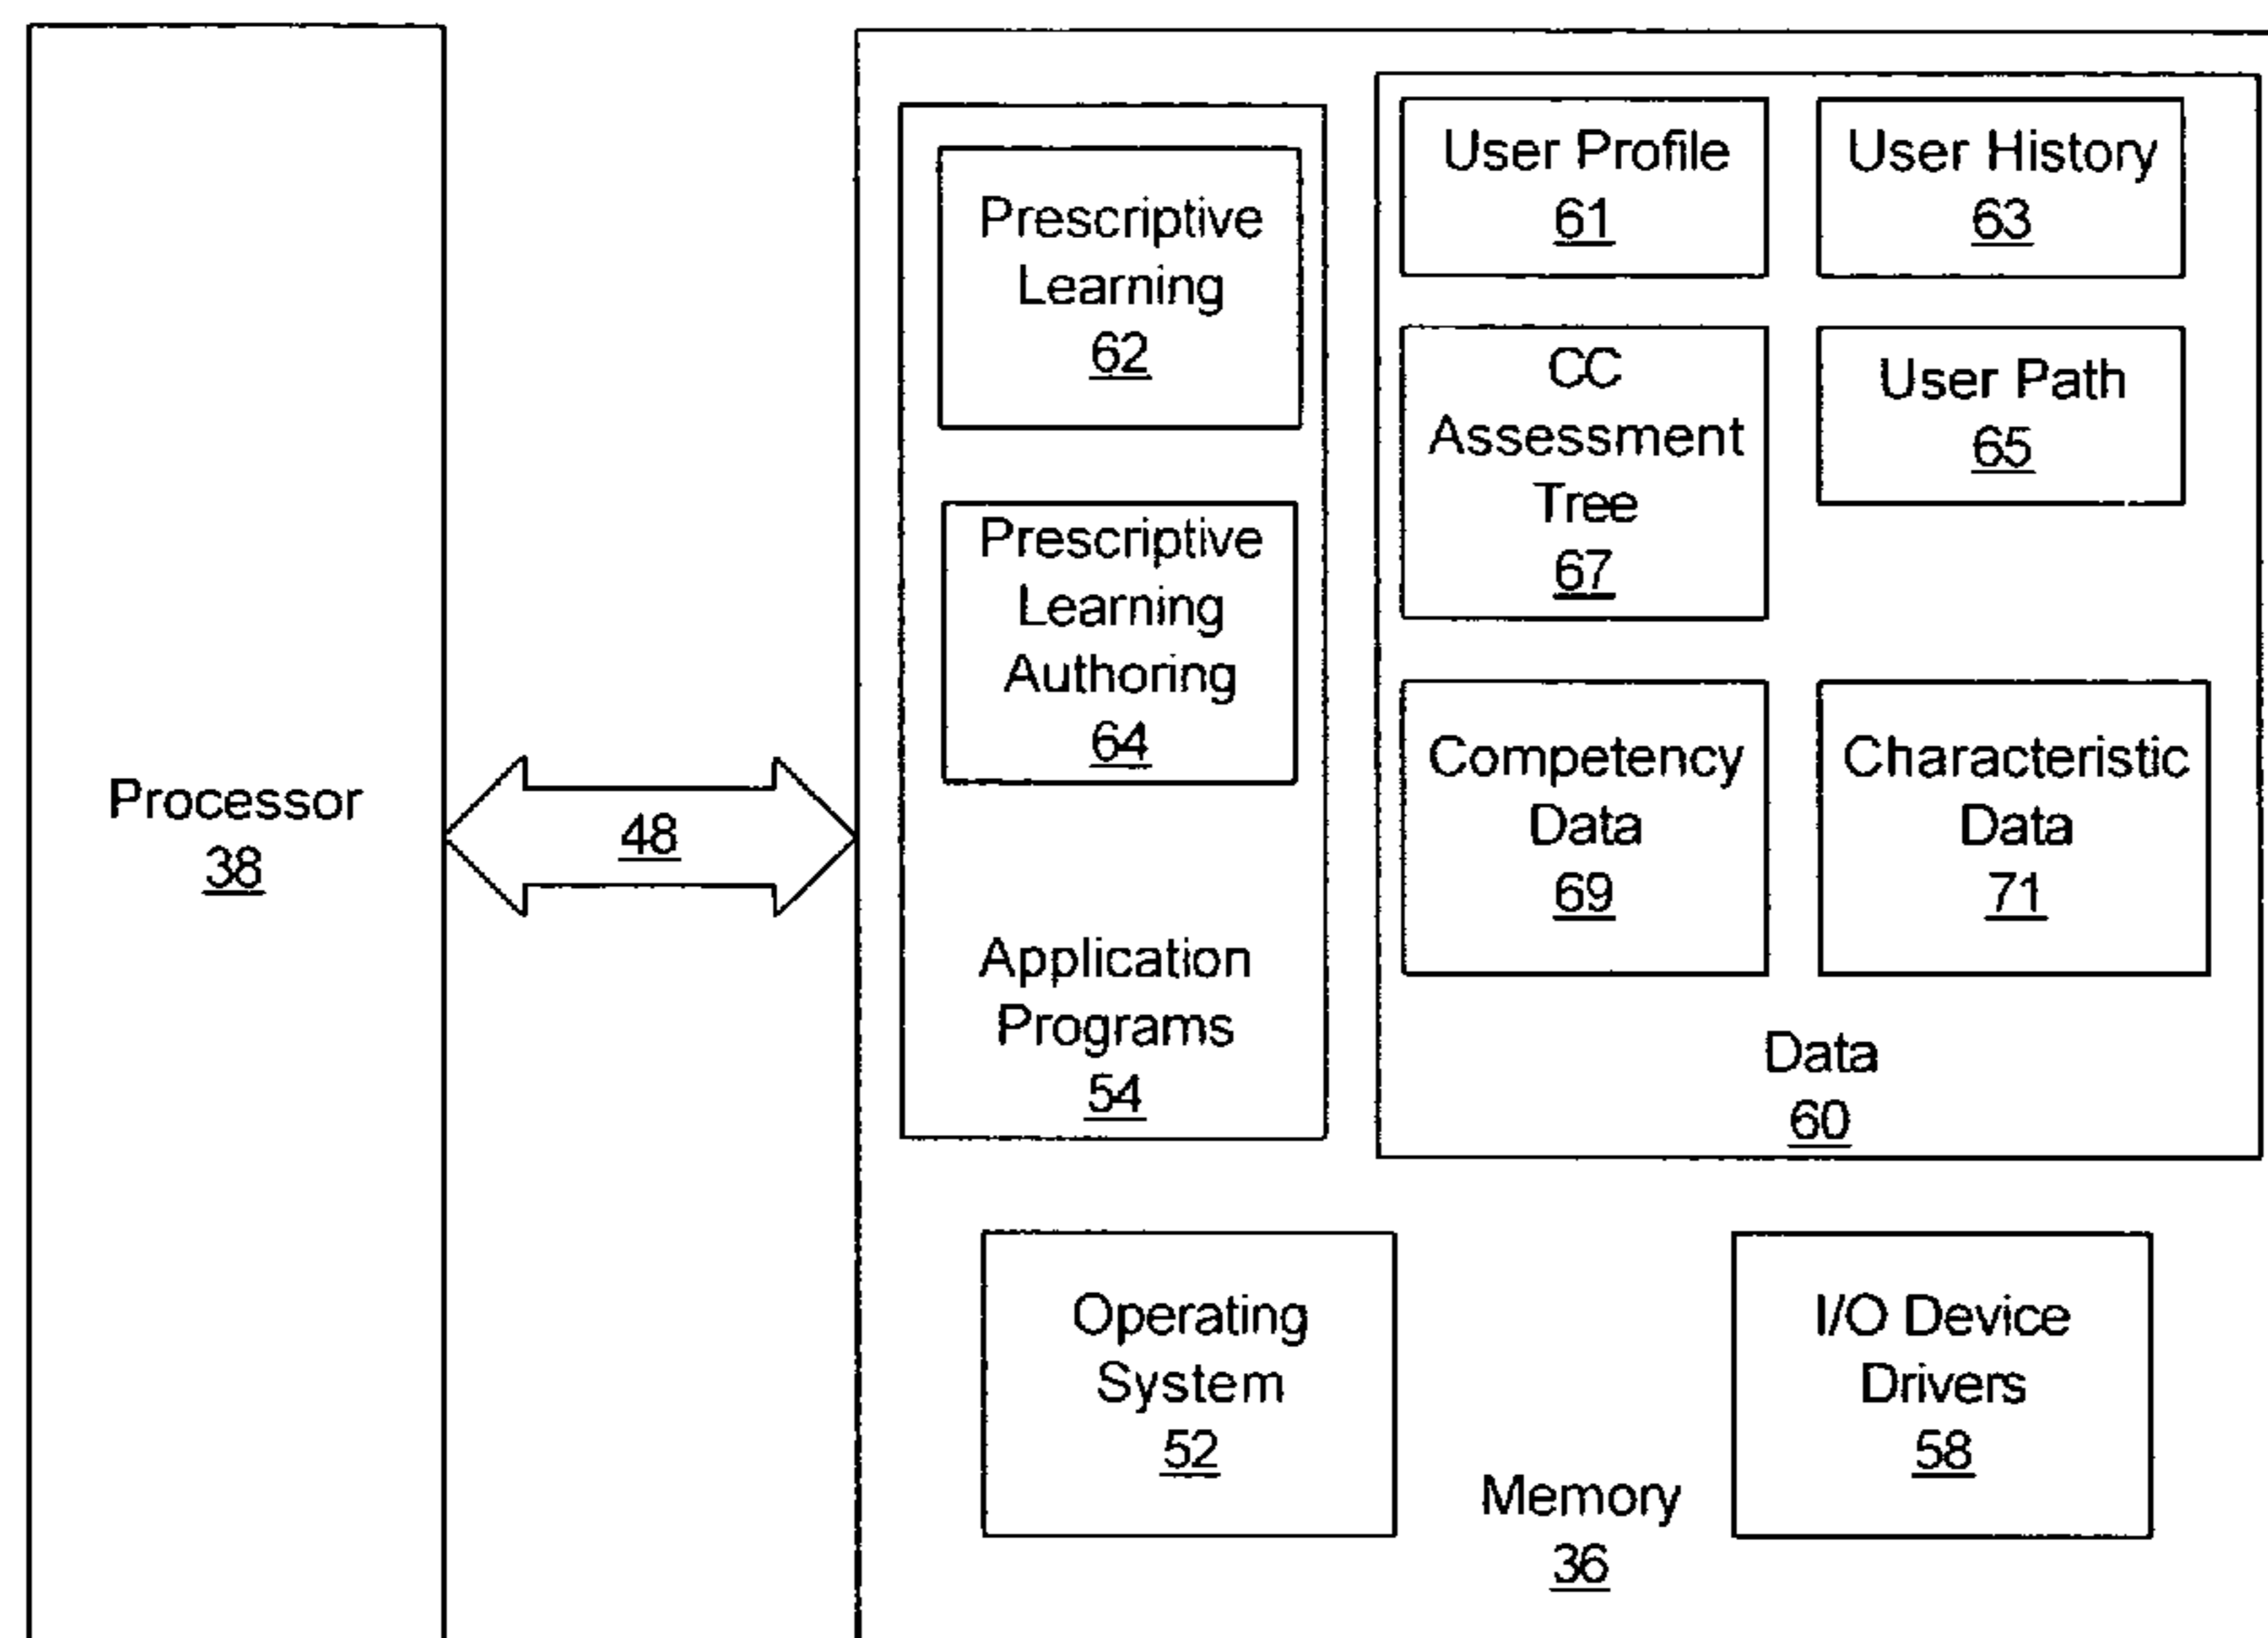 Processor
38
48
Prescriptive
Learning
62
Prescriptive
Learning
Authoring
64
Application
Programs
54
User Profile
61
User History
63
CC
Assessment
Tree
67
User Path
65
Competency
Data
69
Characteristic
Data
71
Data
60
Operating
System
52
I/O Device
Drivers
58
Memory
36